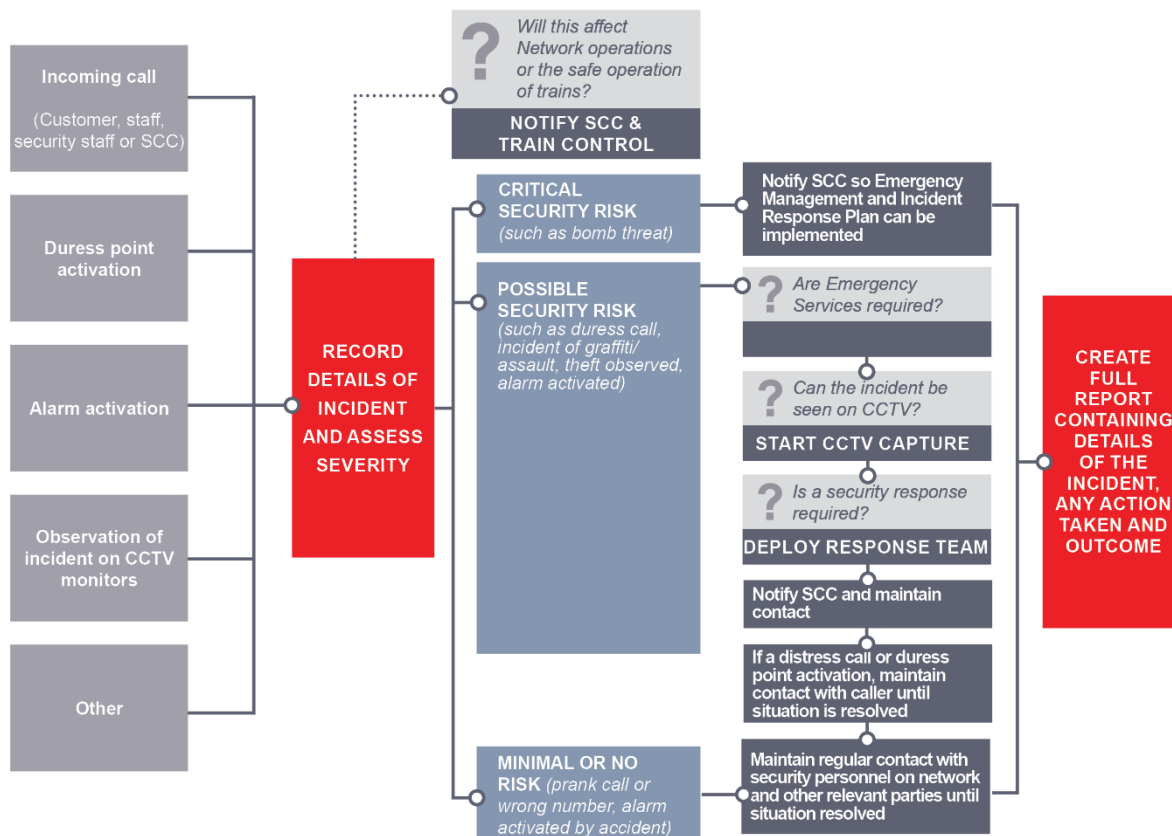 Incoming call
(Customer, staff,
security staff or SCC)
Duress point
activation
Alarm activation
Observation of
incident on CCTV
monitors
Other
RECORD
DETAILS OF
INCIDENT
AND ASSESS
SEVERITY
?
Will this affect
Network operations
or the safe operation
of trains?
NOTIFY SCC &
TRAIN CONTROL
CRITICAL
SECURITY RISK
(such as bomb threat)
POSSIBLE
SECURITY RISK
(such as duress call,
incident of graffiti/
assault, theft observed,
alarm activated)
MINIMAL OR NO
RISK (prank call or
wrong number, alarm
activated by accident)
Notify SCC so Emergency
Management and Incident
Response Plan can be
implemented
?
Are Emergency
Services required?
?
Can the incident be
seen on CCTV?
START CCTV CAPTURE
?
Is a security response
required?
DEPLOY RESPONSE TEAM
Notify SCC and maintain
contact
If a distress call or duress
point activation, maintain
contact with caller until
situation is resolved
Maintain regular contact with
security personnel on network
and other relevant parties until
situation resolved
CREATE
FULL
REPORT
CONTAINING
DETAILS
OF THE
INCIDENT,
ANY ACTION
TAKEN AND
OUTCOME